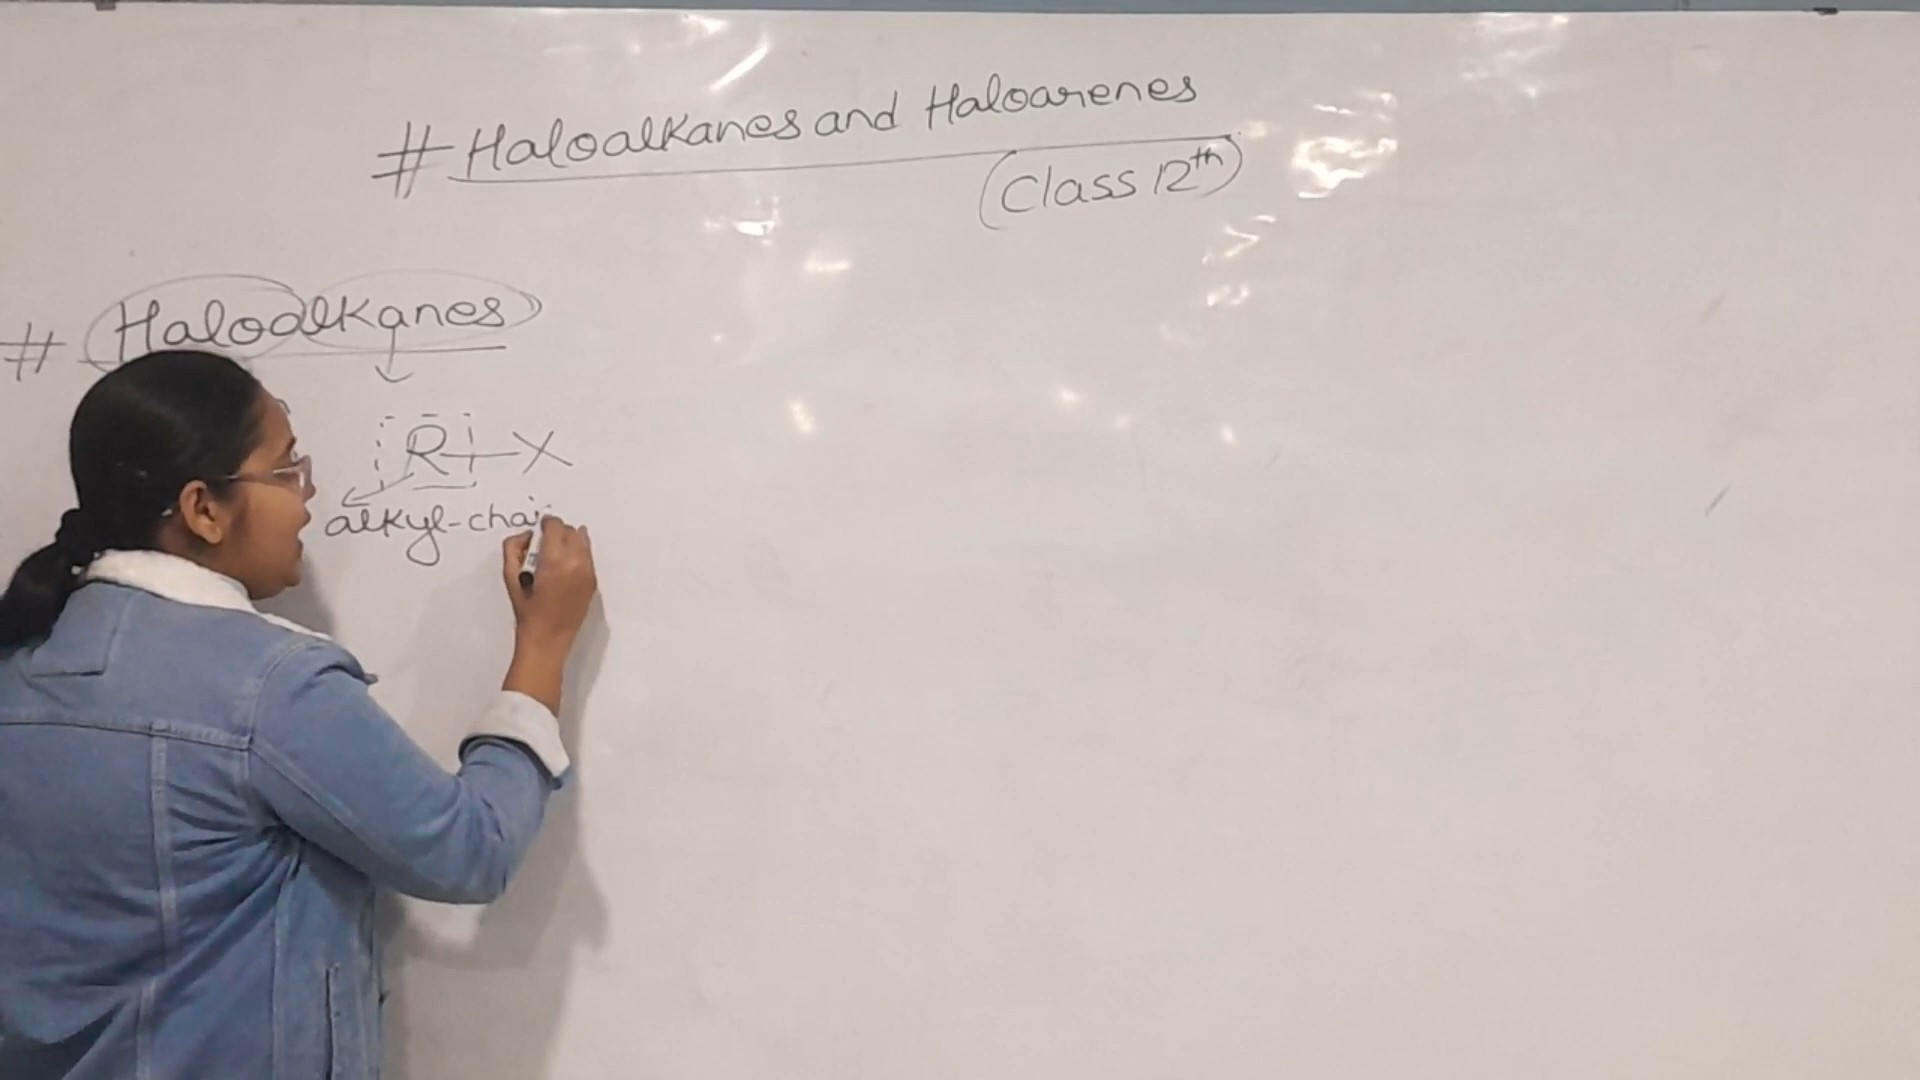 # Haloalkanes and Haloarenes
(Class 12th)
# Haloalkanes
R-X
alkyl-chai